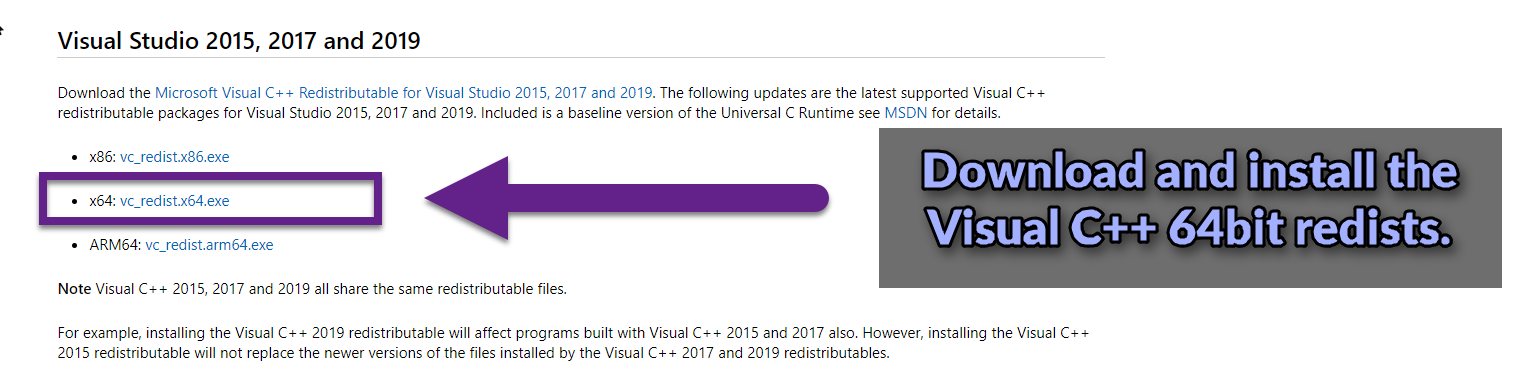 Visual Studio 2015, 2017 and 2019
Download the Microsoft Visual C++ Redistributable for Visual Studio 2015, 2017 and 2019. The following updates are the latest supported Visual C++
redistributable packages for Visual Studio 2015, 2017 and 2019. Included is a baseline version of the Universal C Runtime see MSDN for details.
• x86: vc_redist.x86.exe
• x64: vc_redist.x64.exe
• ARM64: vc_redist.arm64.exe
Download and install the
Visual C++ 64bit redists.
Note Visual C++ 2015, 2017 and 2019 all share the same redistributable files.
For example, installing the Visual C++ 2019 redistributable will affect programs built with Visual C++ 2015 and 2017 also. However, installing the Visual C++
2015 redistributable will not replace the newer versions of the files installed by the Visual C++ 2017 and 2019 redistributables.